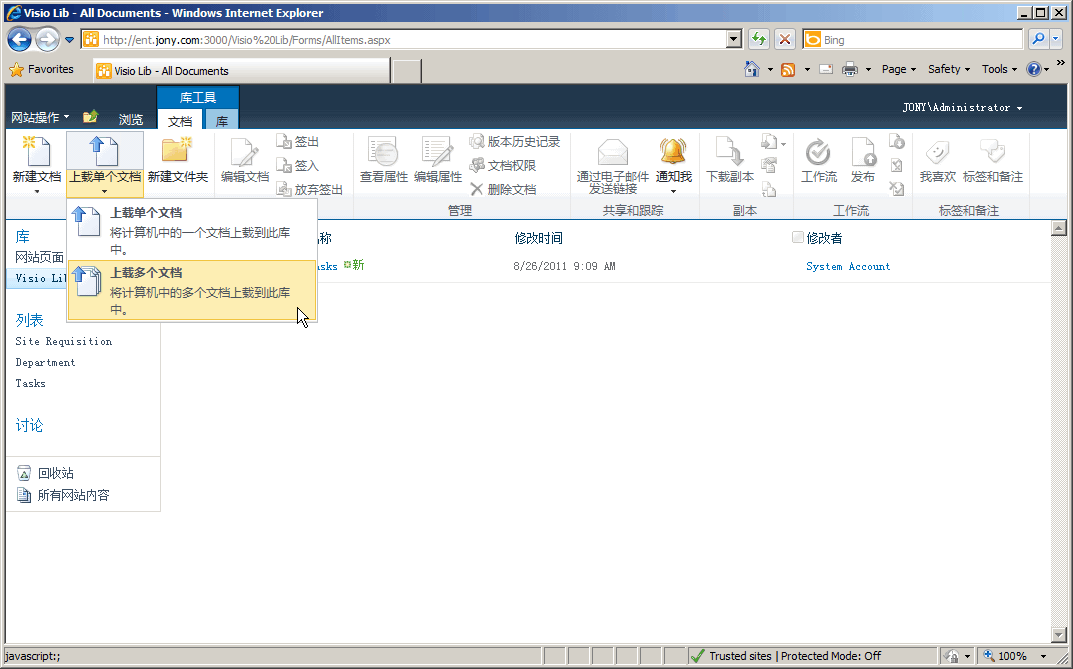 Visio Lib - All Documents - Windows Internet Explorer
http://ent.jony.com:3000/Visio%20Lib/Forms/AllItems.aspx
Bing
Favorites
Visio Lib - All Documents
Page
Safety
Tools
库工具
网站操作
浏览
文档
库
JONY\Administrator
新建文档
上载单个文档
新建文件夹
编辑文档
签出
签入
放弃签出
查看属性
编辑属性
版本历史记录
文档权限
删除文档
管理
通过电子邮件
发送链接
通知我
共享和跟踪
下载副本
副本
工作流
发布
工作流
我喜欢
标签和备注
标签和备注
上载单个文档
将计算机中的一个文档上载到此库
中。
上载多个文档
将计算机中的多个文档上载到此库
中。
库
网站页面
Visio Li
列表
Site Requisition
Department
Tasks
讨论
回收站
所有网站内容
称
修改时间
修改者
asks
新
8/26/2011 9:09 AM
System Account
javascript:;
Trusted sites | Protected Mode: Off
100%